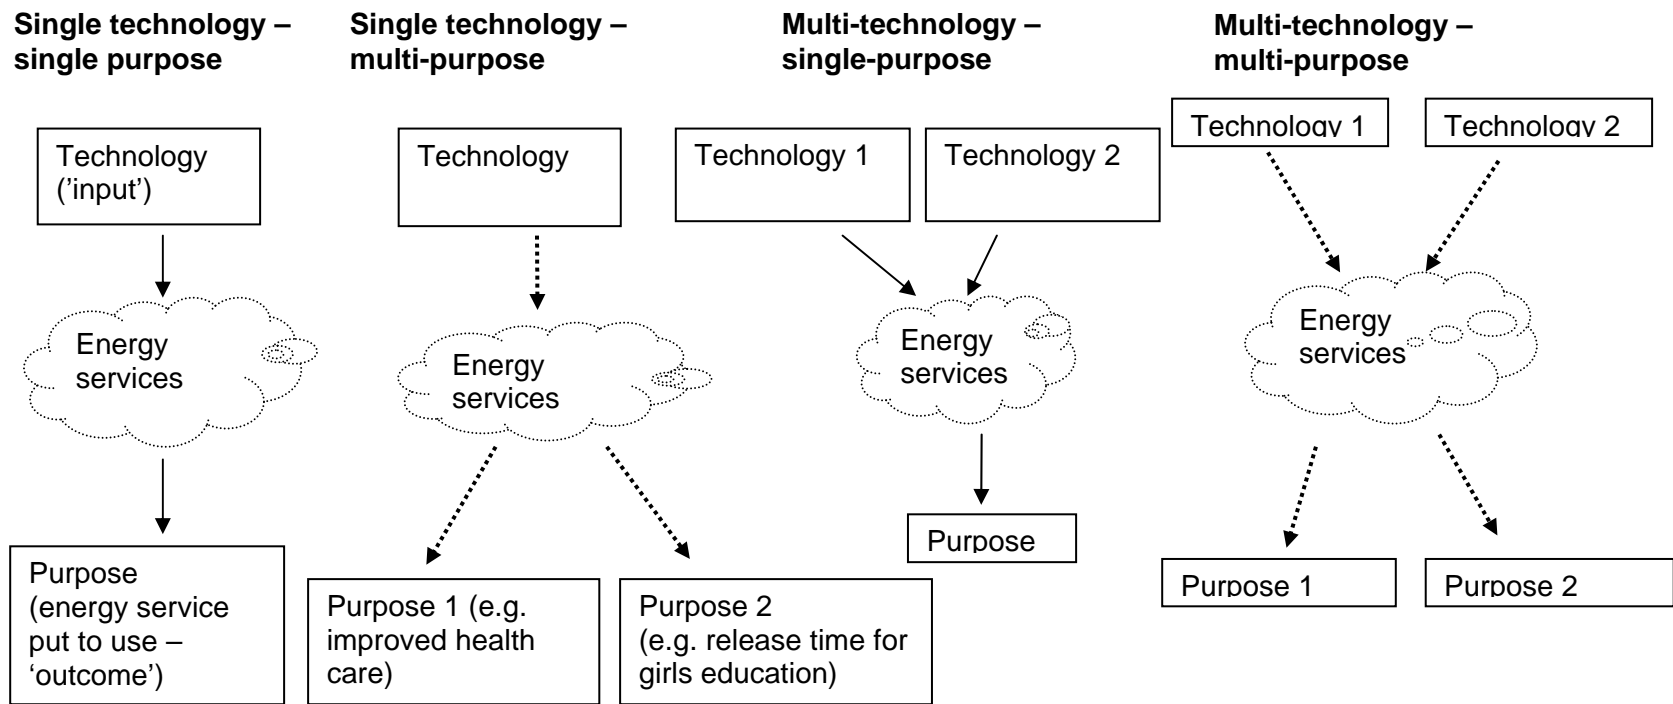 Single technology –
single purpose
Single technology –
multi-purpose
Multi-technology –
single-purpose
Multi-technology –
multi-purpose
Technology
('input')
Technology
Technology 1
Technology 2
Technology 1
Technology 2
Energy
services
Energy
services
Energy
services
Energy
services
Purpose
(energy service
put to use –
‘outcome’)
Purpose 1 (e.g.
improved health
care)
Purpose 2
(e.g. release time for
girls education)
Purpose
Purpose 1
Purpose 2